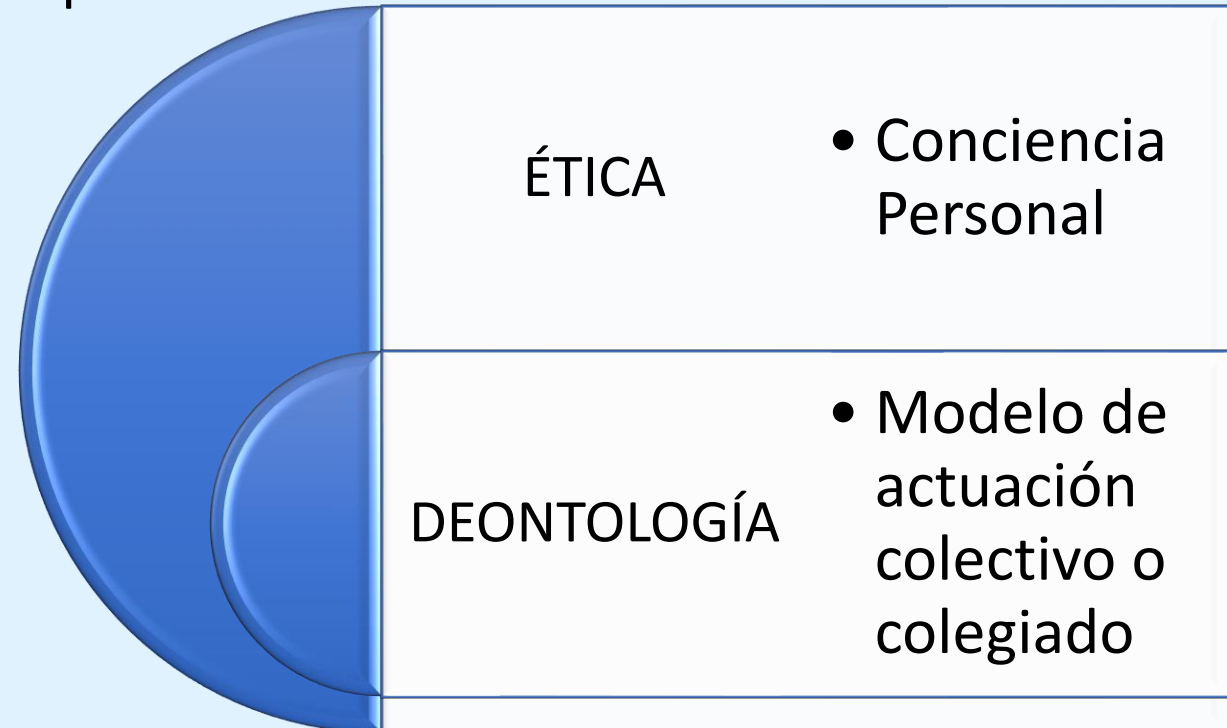 ÉTICA
• Conciencia
Personal
DEONTOLOGÍA
• Modelo de
actuación
colectivo o
colegiado